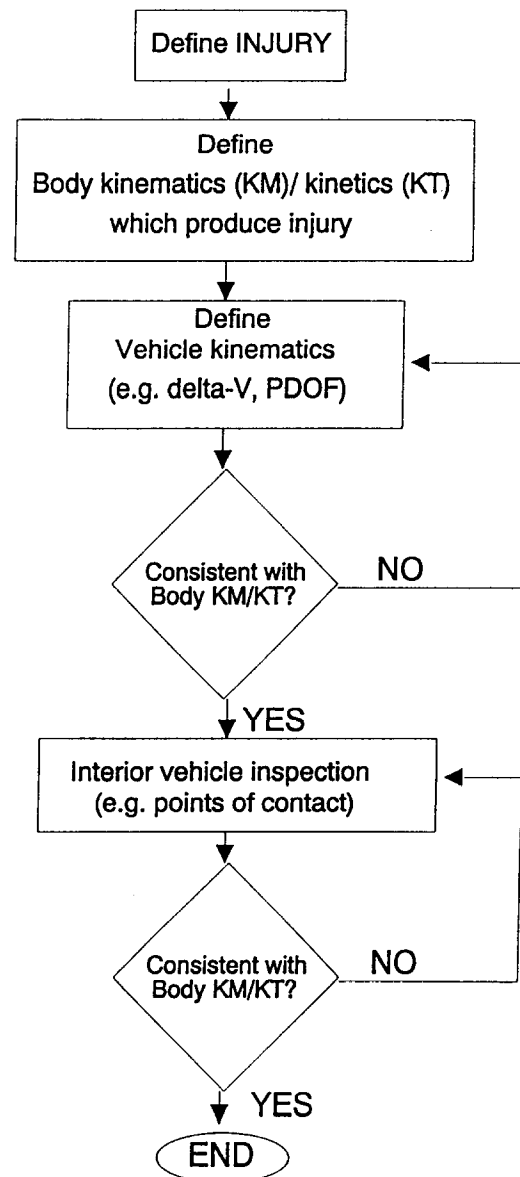 Define INJURY
Define
Body kinematics (KM)/ kinetics (KT)
which produce injury
Define
Vehicle kinematics
(e.g. delta-V, PDOF)
Consistent with
Body KM/KT?
NO
YES
Interior vehicle inspection
(e.g. points of contact)
Consistent with
Body KM/KT?
NO
YES
END